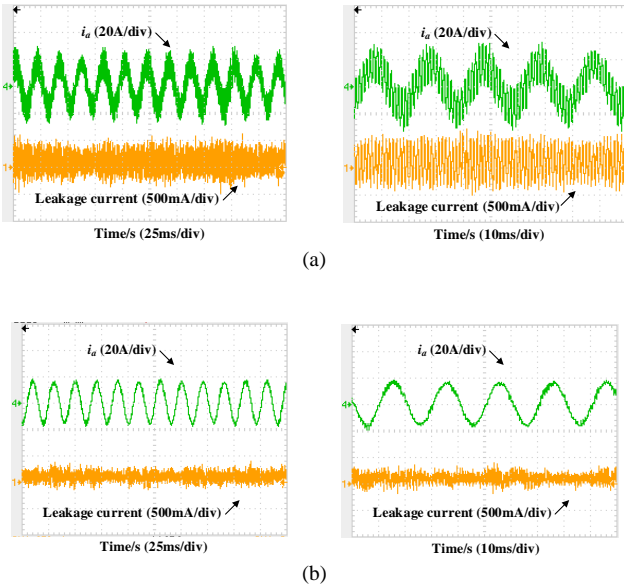 i_a (20A/div)
4
1
Leakage current (500mA/div)
Time/s (25ms/div)
i_a (20A/div)
4
1
Leakage current (500mA/div)
Time/s (10ms/div)
(a)
i_a (20A/div)
4
1
Leakage current (500mA/div)
Time/s (25ms/div)
i_a (20A/div)
4
1
Leakage current (500mA/div)
Time/s (10ms/div)
(b)